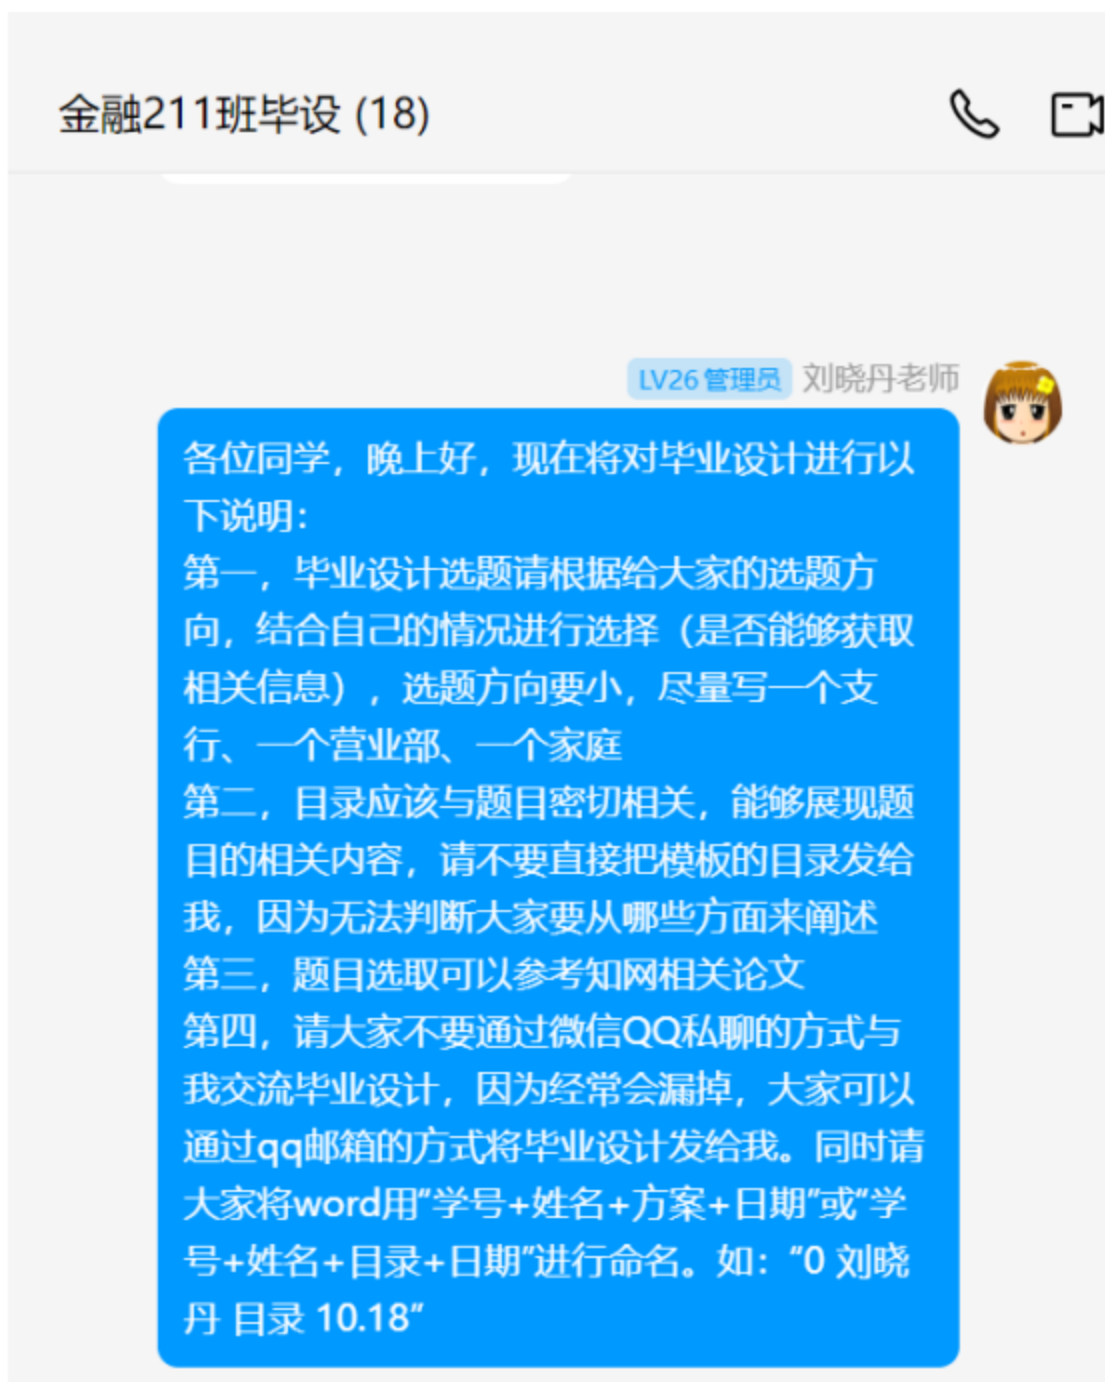 金融211班毕设 (18)
LV26 管理员 刘晓丹老师
各位同学，晚上好，现在将对毕业设计进行以
下说明：
第一，毕业设计选题请根据给大家的选题方
向，结合自己的情况进行选择（是否能够获取
相关信息），选题方向要小，尽量写一个支
行、一个营业部、一个家庭
第二，目录应该与题目密切相关，能够展现题
目的相关内容，请不要直接把模板的目录发给
我，因为无法判断大家要从哪些方面来阐述
第三，题目选取可以参考知网相关论文
第四，请大家不要通过微信QQ私聊的方式与
我交流毕业设计，因为经常会漏掉，大家可以
通过qq邮箱的方式将毕业设计发给我。同时请
大家将word用“学号+姓名+方案+日期”或“学
号+姓名+目录+日期”进行命名。如：“0 刘晓
丹 目录 10.18”